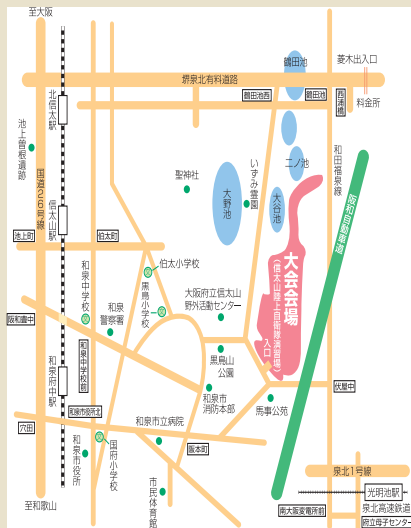 至大阪
鶴田池
菱木出入口
堺泉北有料道路
鶴田池西
鶴田池
西浦橋
料金所
北信太駅
池上曽根遺跡
二ノ池
和田福泉線
聖神社
いずみ霊園
大野池
大谷池
阪和自動車道
国道26号線
信太山駅
池上町
伯太町
伯太小学校
和泉中学校
黒鳥小学校
大会会場
(信太山陸上自衛隊演習場)
入口
大阪府立信太山
野外活動センター
和泉
警察署
阪和豊中
和泉中学校前
黒鳥山
公園
和泉府中駅
和泉市
消防本部
伏屋中
馬事公苑
和泉市役所北
穴田
和泉市立病院
和泉市役所
国府小学校
阪本町
市民体育館
泉北1号線
光明池駅
泉北高速鉄道
至和歌山
南大阪変電所前
府立母子センター